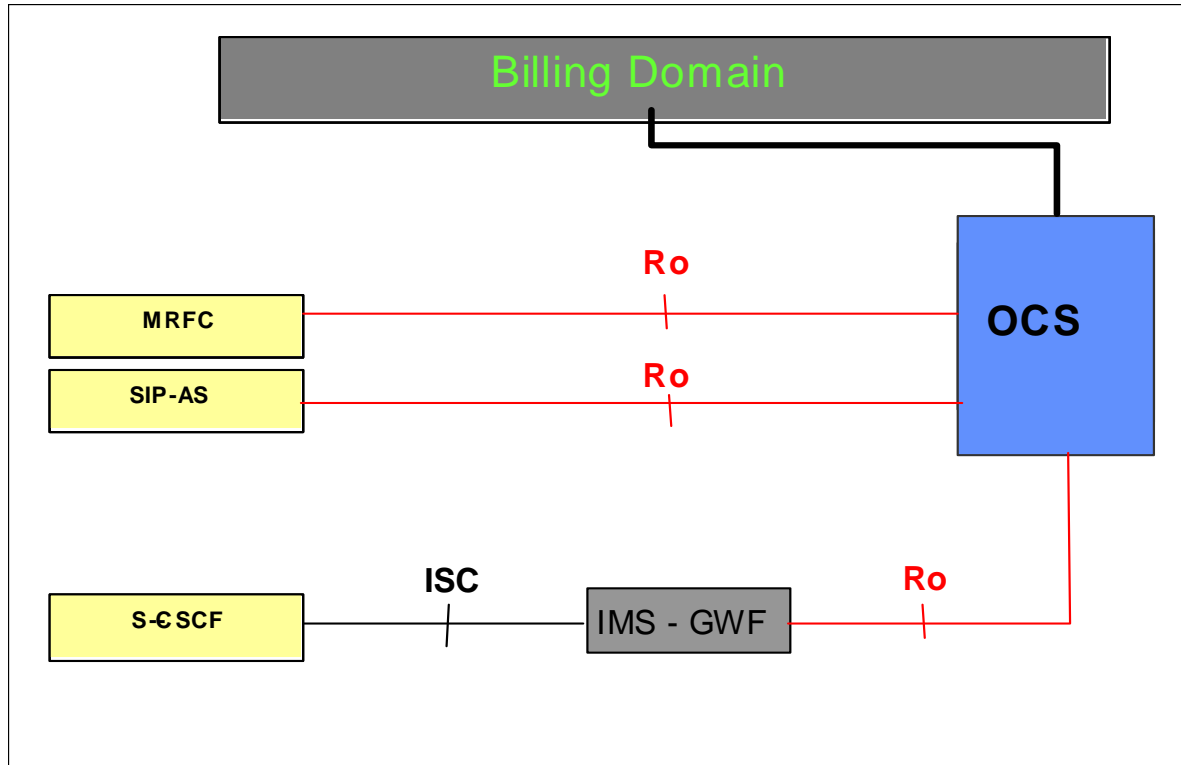 Billing Domain
Ro
OCS
MRFC
Ro
SIP-AS
ISC
Ro
S-CSCF
IMS - GWF